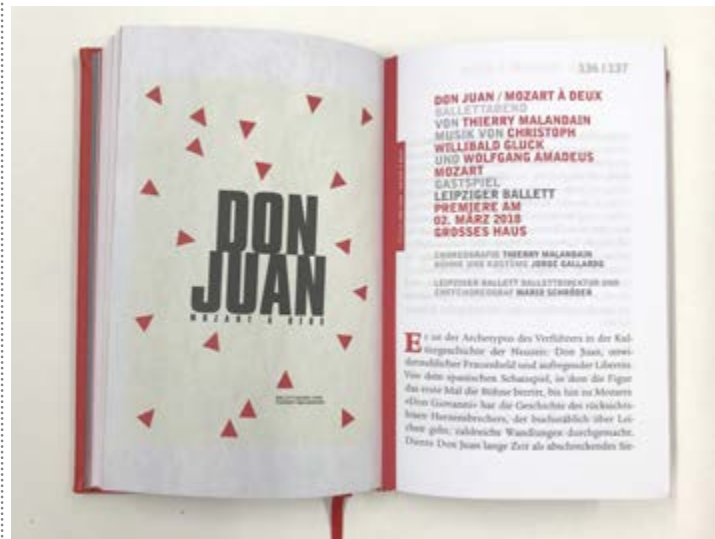 DON
JUAN
MOZART À DEUX
136 | 137
DON JUAN / MOZART À DEUX
BALLETTABEND
VON THIERRY MALANDAIN
MUSIK VON CHRISTOPH
WILLIBALD GLUCK
UND WOLFGANG AMADEUS
MOZART
GASTSPIEL
LEIPZIGER BALLETT
PREMIERE AM
02. MÄRZ 2018
GROSSES HAUS
CHOREOGRAFIE THIERRY MALANDAIN
BÜHNE UND KOSTÜME JORGE GALLARDO
LEIPZIGER BALLETT BALLETTDIREKTOR UND
CHEFCHOREOGRAF MARIO SCHRÖDER
Er ist der Archetypus des Verführers in der Kul-
turgeschichte der Neuzeit: Don Juan, unwi-
derstehlicher Frauenheld und aufregender Libertin.
Von dem spanischen Schauspiel, in dem die Figur
das erste Mal die Bühne betritt, bis hin zu Mozarts
«Don Giovanni» hat die Geschichte des rücksichts-
losen Herzensbrechers, der buchstäblich über Lei-
chen geht, zahlreiche Wandlungen durchgemacht.
Diente Don Juan lange Zeit als abschreckendes Sie-